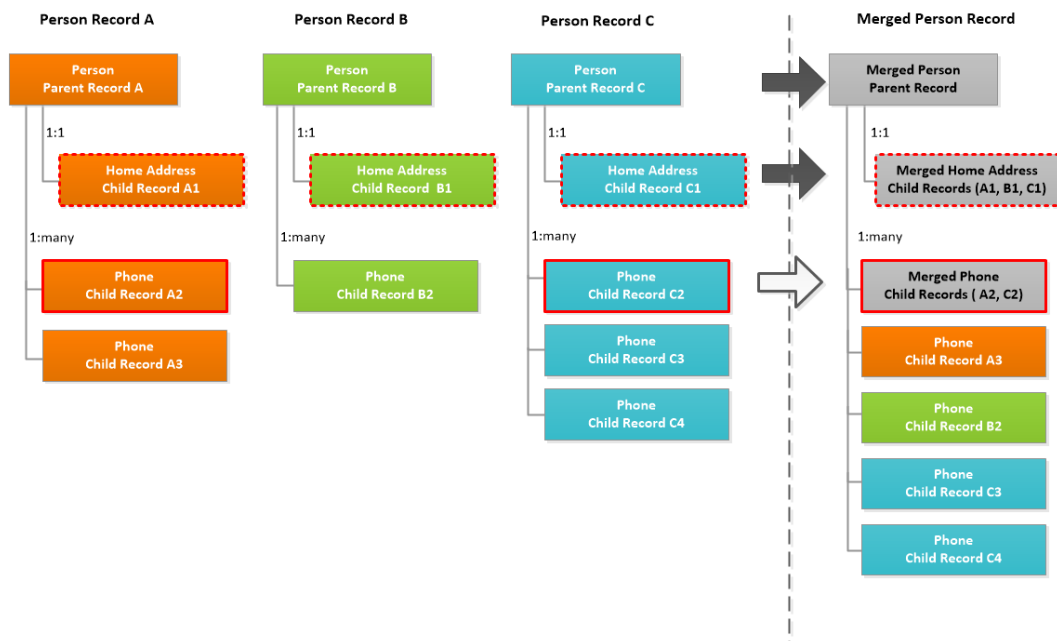 Person Record A
Person Record B
Person Record C
Merged Person Record
Person
Parent Record A
Person
Parent Record B
Person
Parent Record C
Merged Person
Parent Record
1:1
1:1
1:1
1:1
Home Address
Child Record A1
Home Address
Child Record B1
Home Address
Child Record C1
Merged Home Address
Child Records (A1, B1, C1)
1:many
1:many
1:many
1:many
Phone
Child Record A2
Phone
Child Record B2
Phone
Child Record C2
Merged Phone
Child Records ( A2, C2)
Phone
Child Record A3
Phone
Child Record C3
Phone
Child Record A3
Phone
Child Record C4
Phone
Child Record B2
Phone
Child Record C3
Phone
Child Record C4